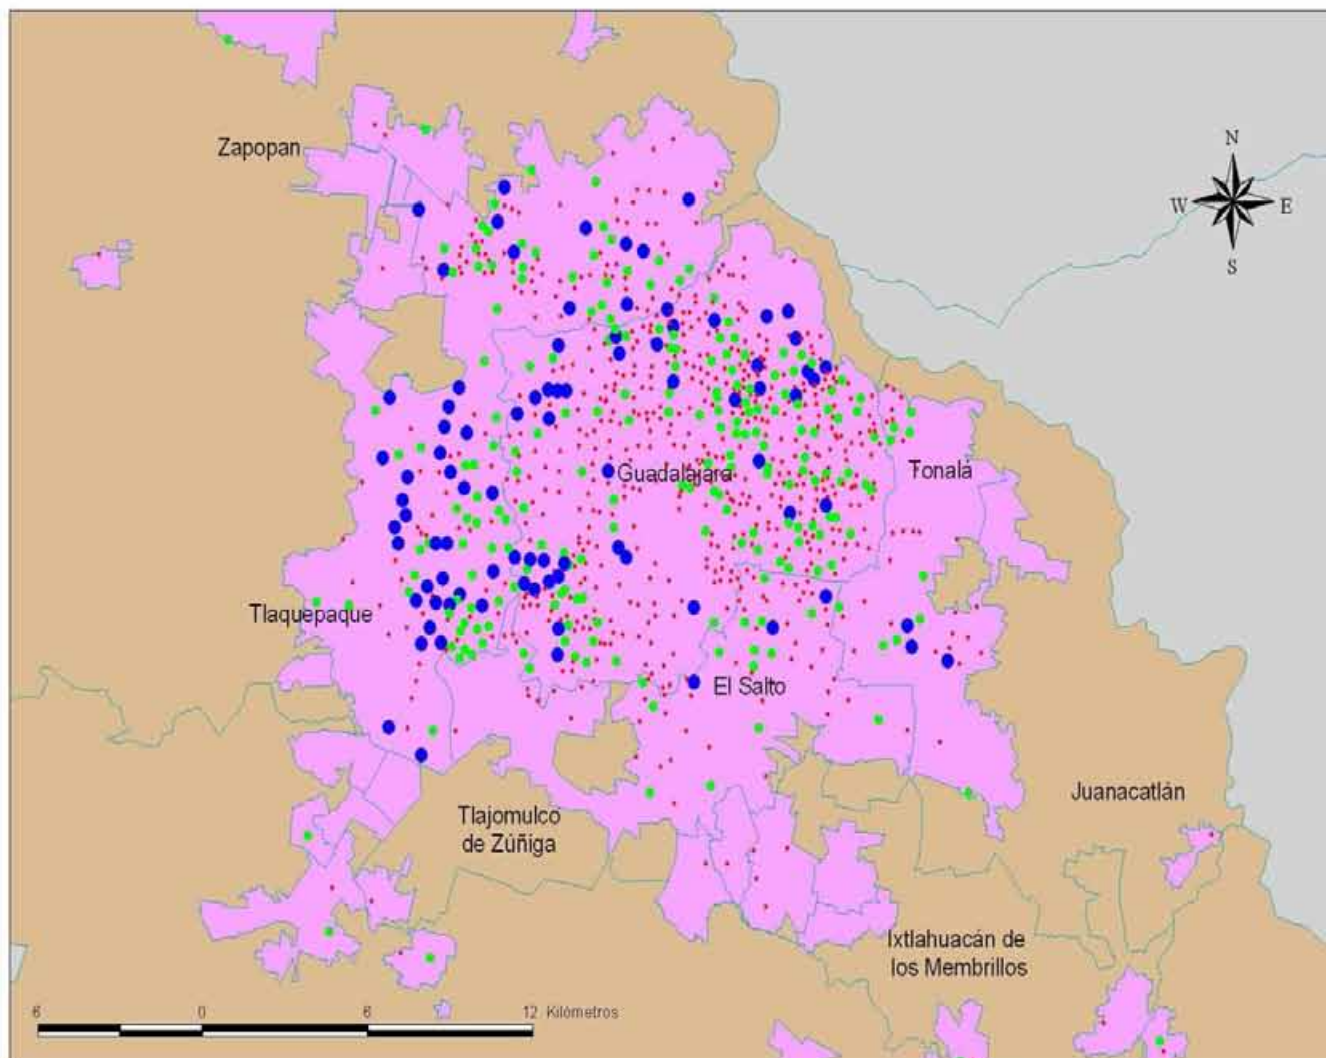 N
Zapopan
W
E
S
Guadalajara
Tonalá
Tlaquepaque
El Salto
Juanacatlán
Tlajomulco
de Zúñiga
Ixtlahuacán de
los Membrillos
6 0 6 12 Kilómetros